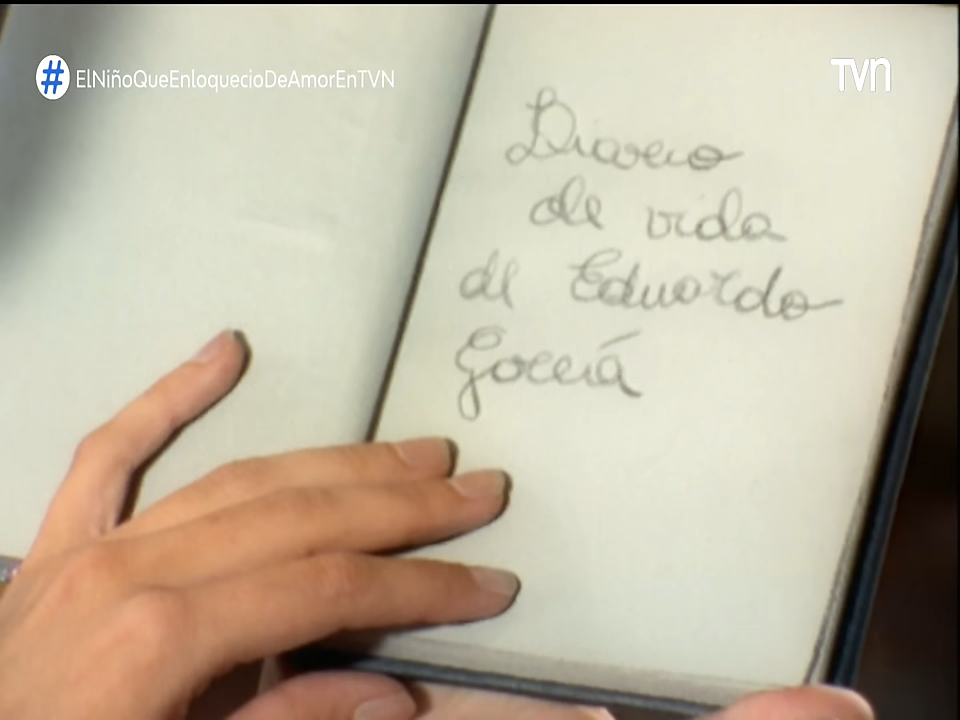 #ElNiñoQueEnloquecioDeAmorEnTVN
TVN
Diario
de vida
de Eduardo
García